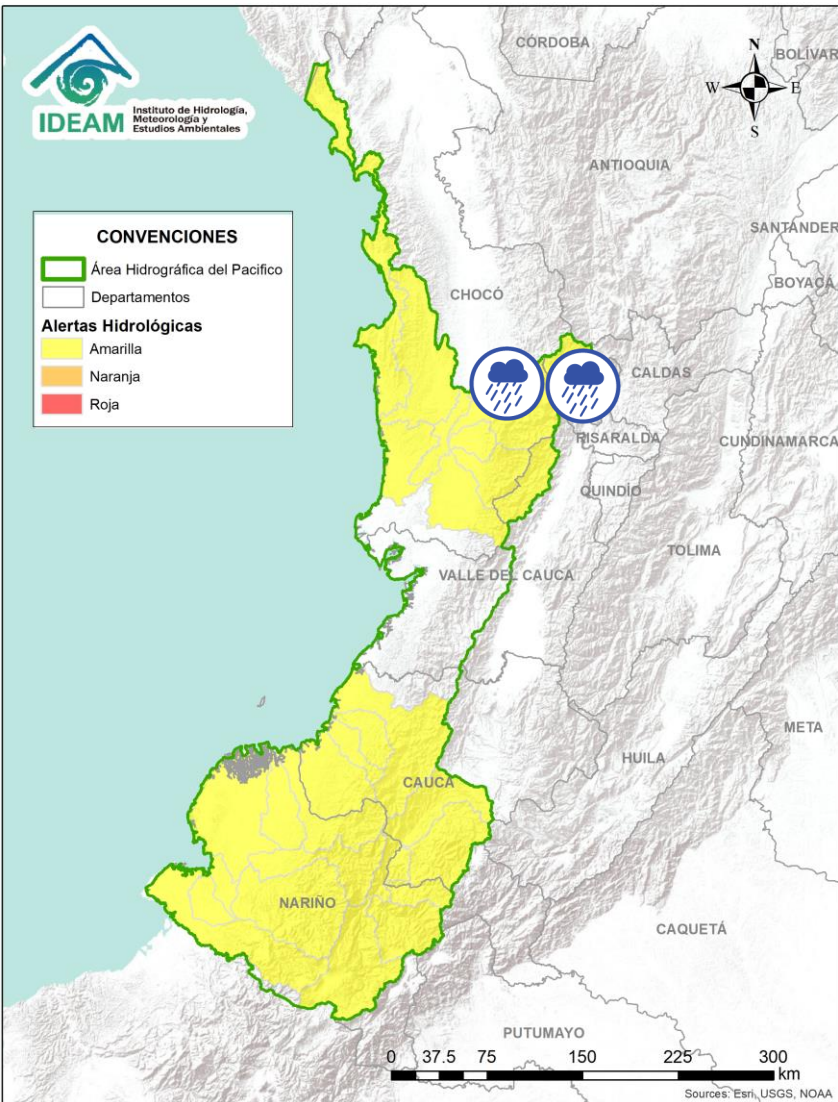 IDEAM
Instituto de Hidrología,
Meteorología y
Estudios Ambientales
CÓRDOBA
BOLÍVAR
N
W
E
S
ANTIOQUIA
CONVENCIONES
Área Hidrográfica del Pacifico
Departamentos
Alertas Hidrológicas
Amarilla
Naranja
Roja
SANTANDER
BOYACÁ
CHOCÓ
CALDAS
RISARALDA
CUNDINAMARCA
QUINDÍO
TOLIMA
VALLE DEL CAUCA
META
HUILA
CAUCA
NARIÑO
CAQUETÁ
PUTUMAYO
0 37.5 75 150 225 300
km
Sources: Esri, USGS, NOAA